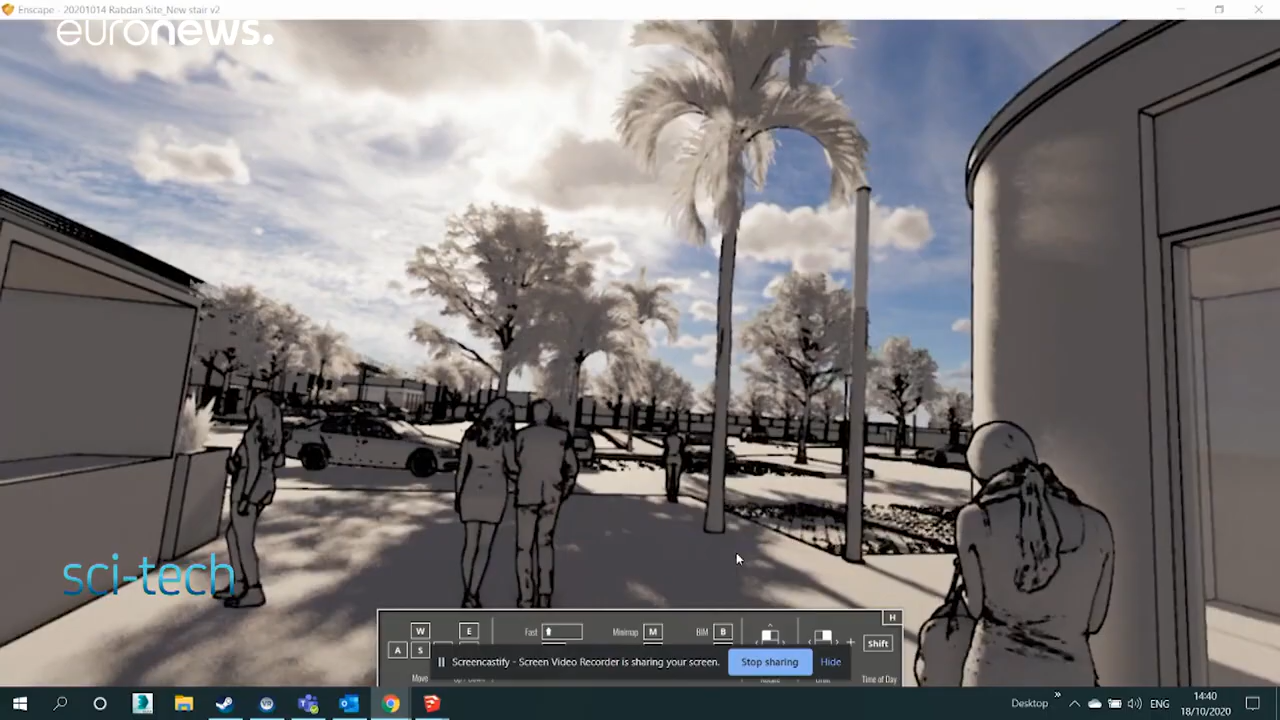 Enscape - 20201014 Rabdan Site_New stair v2
euronews.
sci-tech
H
W E Fast Minimap M BIM B
A S Shift
Screencastify - Screen Video Recorder is sharing your screen. Stop sharing Hide
Move Time of Day
Desktop ENG 14:40
18/10/2020